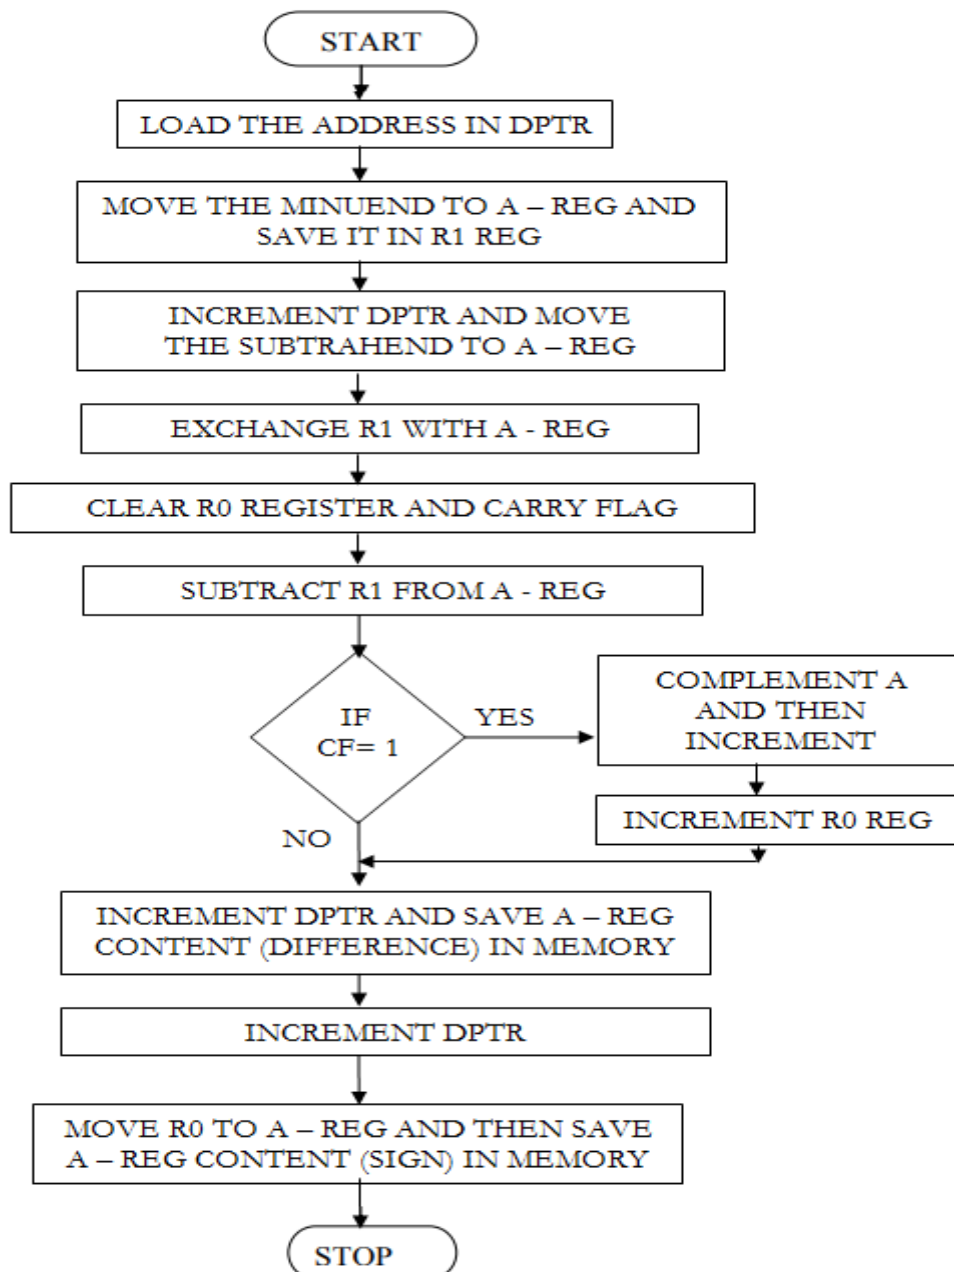 START
LOAD THE ADDRESS IN DPTR
MOVE THE MINUEND TO A – REG AND
SAVE IT IN R1 REG
INCREMENT DPTR AND MOVE
THE SUBTRAHEND TO A – REG
EXCHANGE R1 WITH A - REG
CLEAR R0 REGISTER AND CARRY FLAG
SUBTRACT R1 FROM A - REG
IF
CF= 1
YES
COMPLEMENT A
AND THEN
INCREMENT
INCREMENT R0 REG
NO
INCREMENT DPTR AND SAVE A – REG
CONTENT (DIFFERENCE) IN MEMORY
INCREMENT DPTR
MOVE R0 TO A – REG AND THEN SAVE
A – REG CONTENT (SIGN) IN MEMORY
STOP